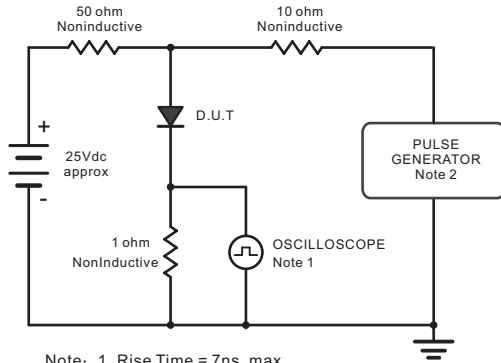 50 ohm
Noninductive
10 ohm
Noninductive
D.U.T
+
25Vdc
approx
-
PULSE
GENERATOR
Note 2
1 ohm
NonInductive
OSCILLOSCOPE
Note 1
Note: 1. Rise Time = 7ns, max